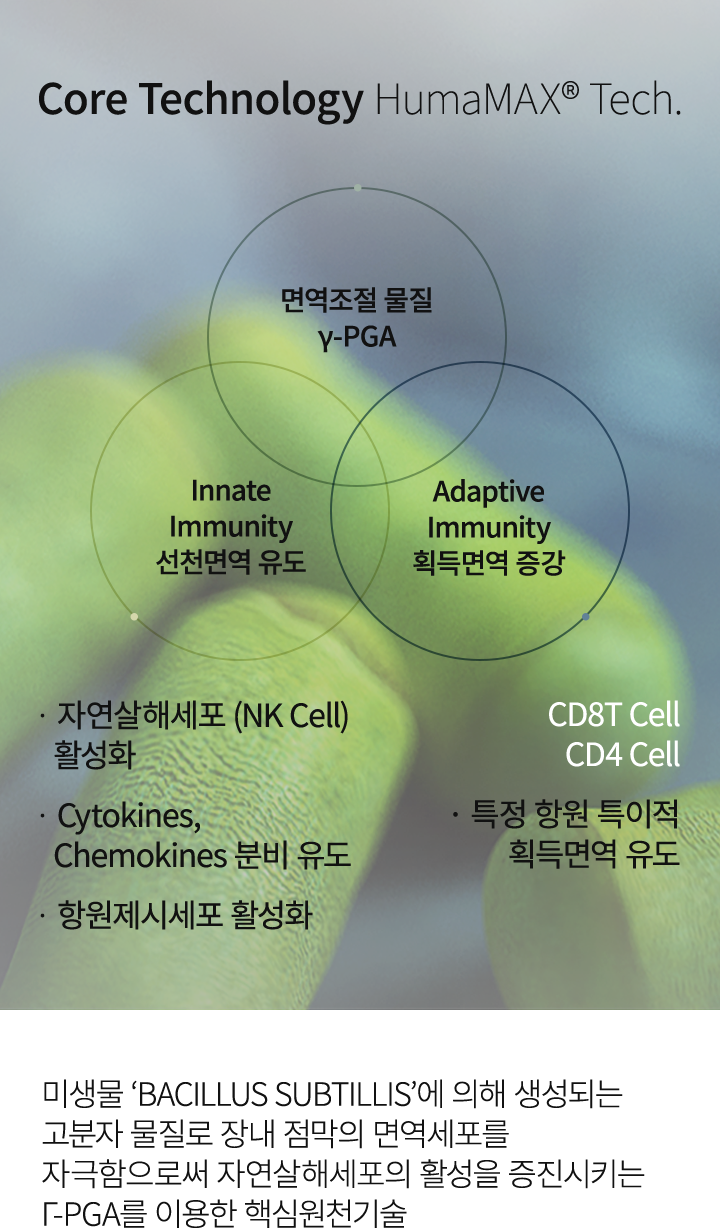 Core Technology HumaMAX® Tech.
면역조절 물질
γ-PGA
Innate
Immunity
선천면역 유도
Adaptive
Immunity
획득면역 증강
· 자연살해세포 (NK Cell)
활성화
· Cytokines,
Chemokines 분비 유도
· 항원제시세포 활성화
CD8T Cell
CD4 Cell
· 특정 항원 특이적
획득면역 유도
미생물 ‘BACILLUS SUBTILLIS’에 의해 생성되는
고분자 물질로 장내 점막의 면역세포를
자극함으로써 자연살해세포의 활성을 증진시키는
Γ-PGA를 이용한 핵심원천기술